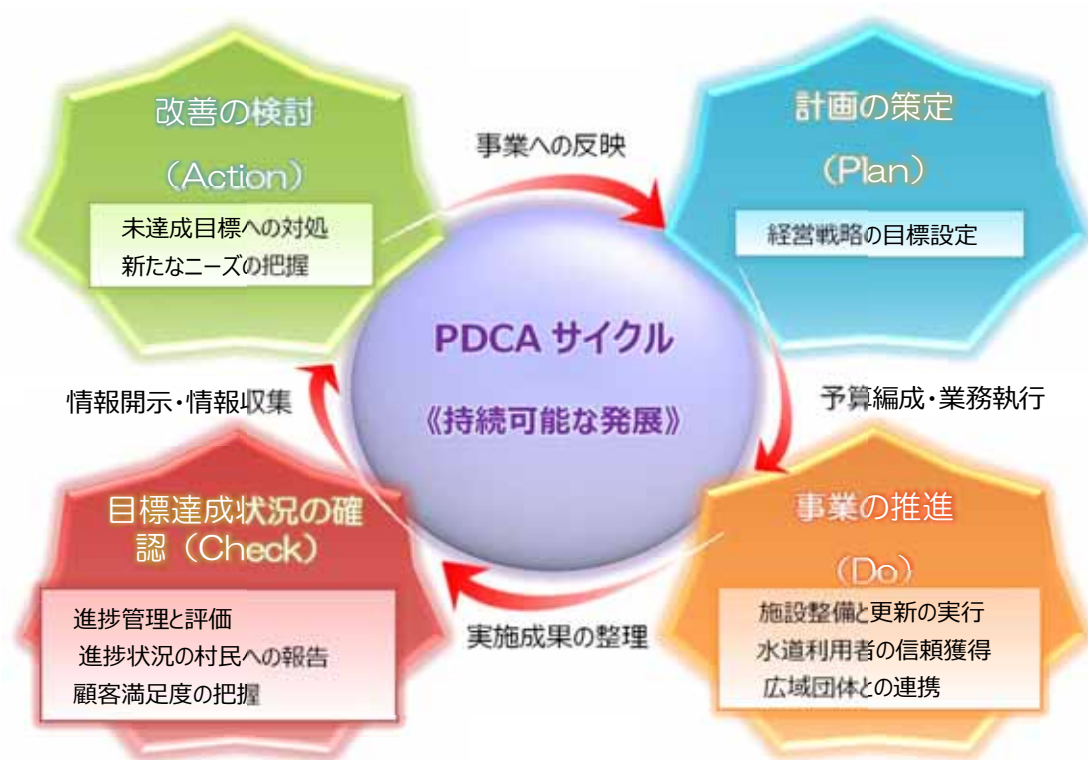 改善の検討
（Action）
未達成目標への対処
新たなニーズの把握
事業への反映
計画の策定
（Plan）
経営戦略の目標設定
PDCA サイクル
《持続可能な発展》
情報開示・情報収集
予算編成・業務執行
目標達成状況の確
認（Check）
進捗管理と評価
進捗状況の村民への報告
顧客満足度の把握
実施成果の整理
事業の推進
（Do）
施設整備と更新の実行
水道利用者の信頼獲得
広域団体との連携